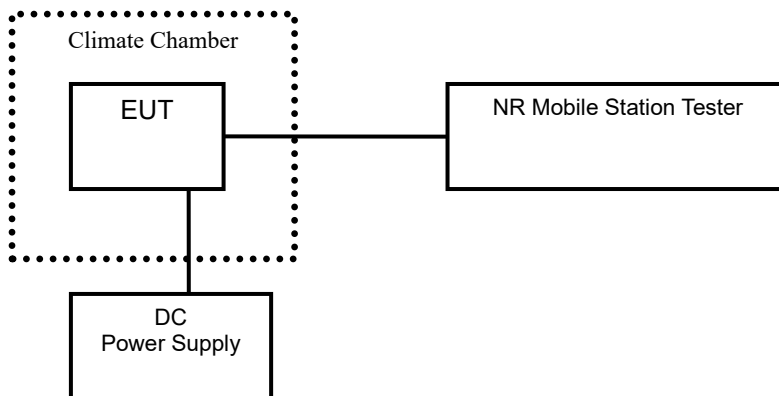 Climate Chamber
EUT
NR Mobile Station Tester
DC
Power Supply